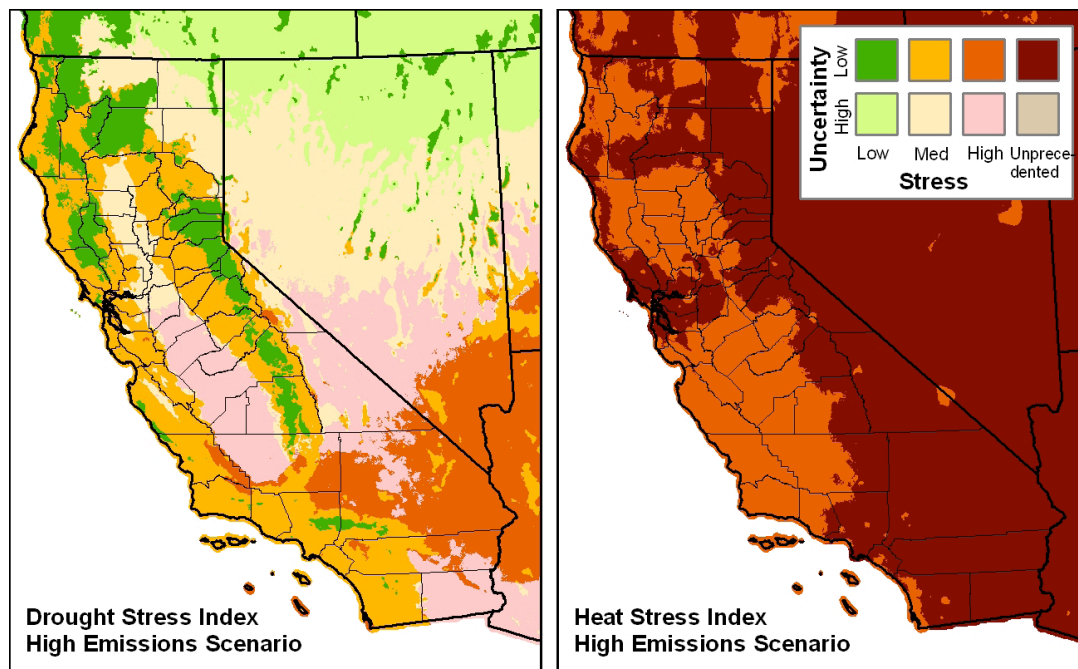 Drought Stress Index
High Emissions Scenario
Heat Stress Index
High Emissions Scenario
Uncertainty
Low
High
Low Med High Unprece-
dented
Stress